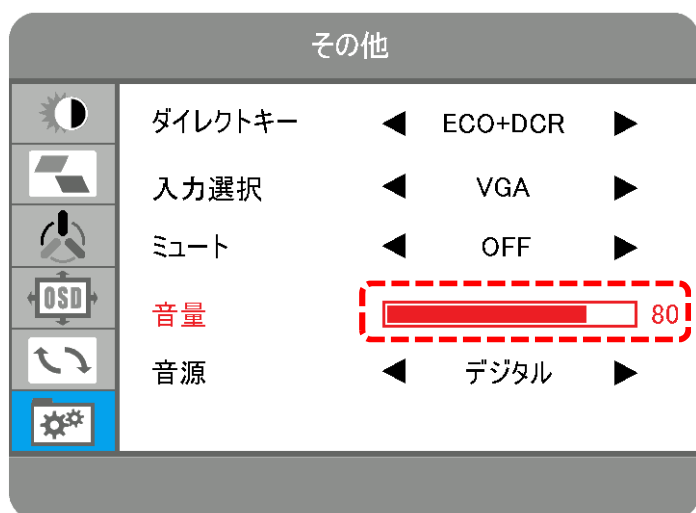 その他
ダイレクトキー ECO+DCR
入力選択 VGA
ミュート OFF
OSD
音量 80
音源 デジタル